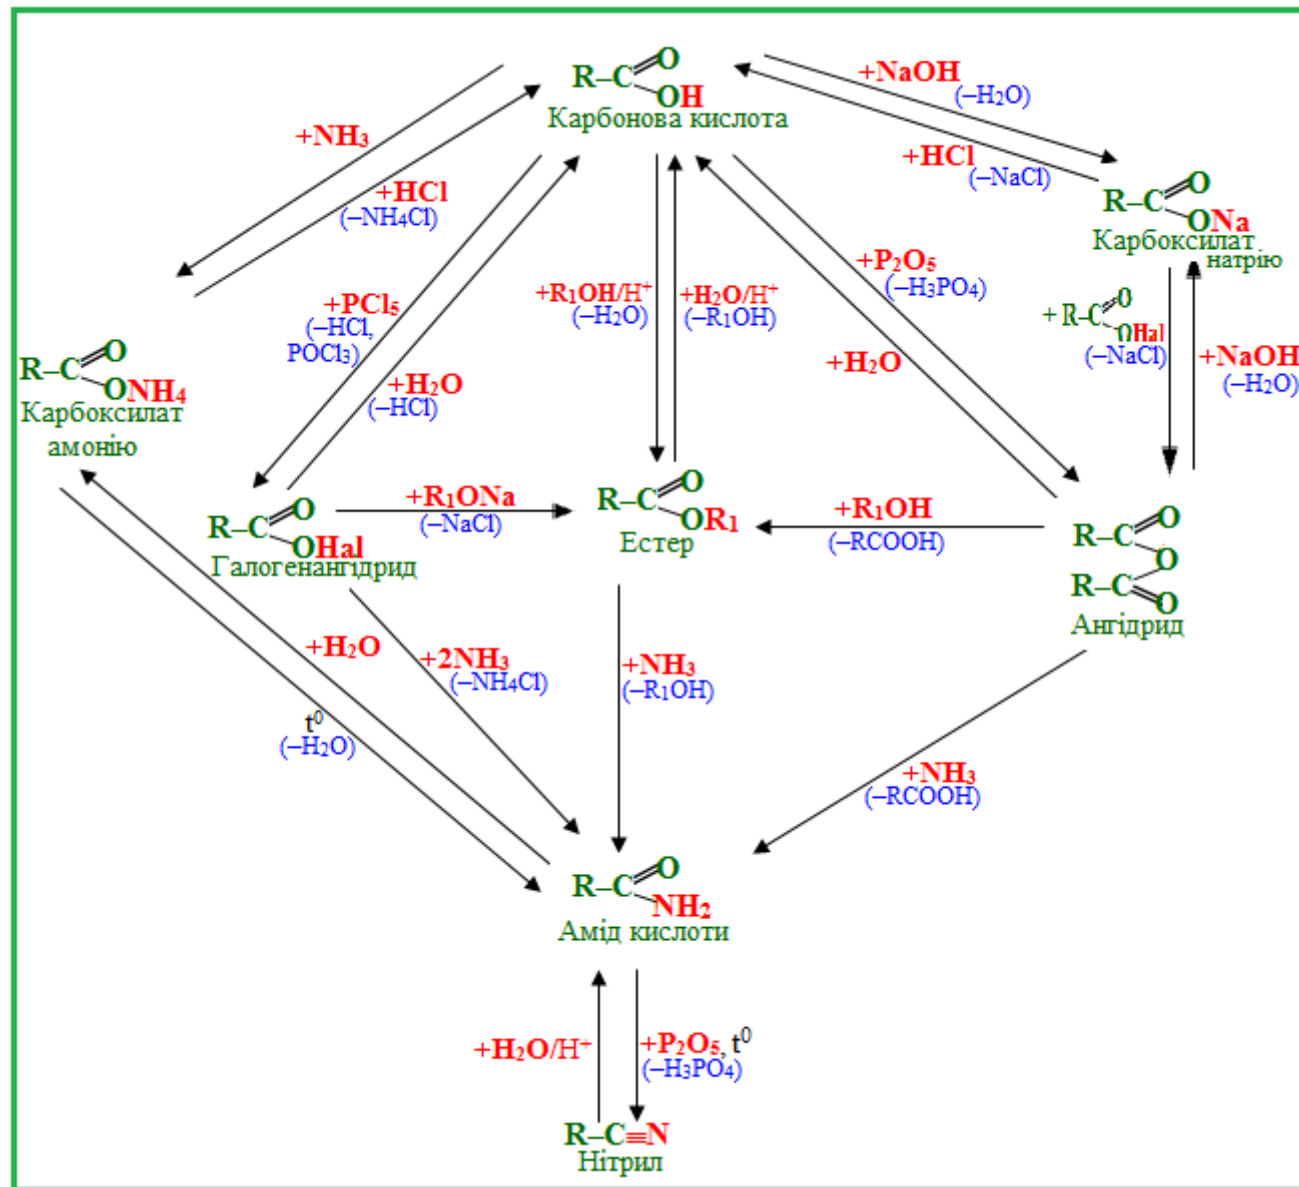 R–C
O
OH
Карбонова кислота
+NaOH
(–H₂O)
+HCl
(–NaCl)
+NH₃
+HCl
(–NH₄Cl)
R–C
O
ONa
Карбоксилат
натрію
+PCl₅
(–HCl,
POCl₃)
+H₂O
(–HCl)
+R₁OH/H⁺
(–H₂O)
+H₂O/H⁺
(–R₁OH)
+P₂O₅
(–H₃PO₄)
+H₂O
+ R–C
O
OHal
(–NaCl)
+NaOH
(–H₂O)
R–C
O
ONH₄
Карбоксилат
амонію
R–C
O
OHal
Галогенангідрид
+R₁ONa
(–NaCl)
R–C
O
OR₁
Естер
+R₁OH
(–RCOOH)
R–C
O
O
R–C
O
Ангідрид
+H₂O
t⁰
(–H₂O)
+2NH₃
(–NH₄Cl)
+NH₃
(–R₁OH)
+NH₃
(–RCOOH)
R–C
O
NH₂
Амід кислоти
+H₂O/H⁺
+P₂O₅, t⁰
(–H₃PO₄)
R–C≡N
Нітрил